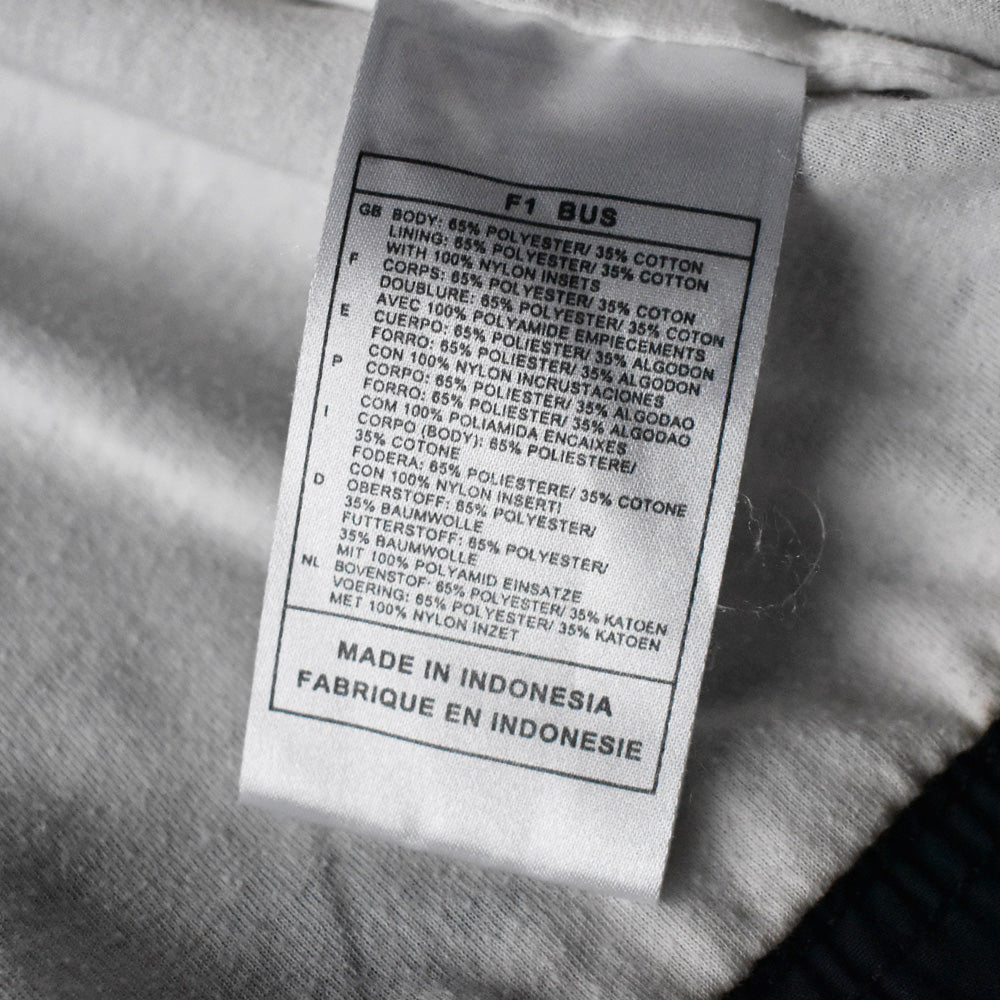 F1 BUS
GB BODY: 65% POLYESTER/ 35% COTTON
LINING: 65% POLYESTER/ 35% COTTON
WITH 100% NYLON INSETS
F CORPS: 65% POLYESTER/ 35% COTON
DOUBLURE: 65% POLYESTER/ 35% COTON
AVEC 100% POLYAMIDE EMPIECEMENTS
E CUERPO: 65% POLIESTER/ 35% ALGODON
FORRO: 65% POLIESTER/ 35% ALGODON
CON 100% NYLON INCRUSTACIONES
P CORPO: 65% POLIESTER/ 35% ALGODAO
FORRO: 65% POLIESTER/ 35% ALGODAO
COM 100% POLIAMIDA ENCAIXES
I CORPO (BODY): 65% POLIESTERE/
35% COTONE
FODERA: 65% POLIESTERE/ 35% COTONE
CON 100% NYLON INSERTI
D OBERSTOFF: 65% POLYESTER/
35% BAUMWOLLE
FUTTERSTOFF: 65% POLYESTER/
35% BAUMWOLLE
MIT 100% POLYAMID EINSATZE
NL BOVENSTOF: 65% POLYESTER/ 35% KATOEN
VOERING: 65% POLYESTER/ 35% KATOEN
MET 100% NYLON INZET
MADE IN INDONESIA
FABRIQUE EN INDONESIE